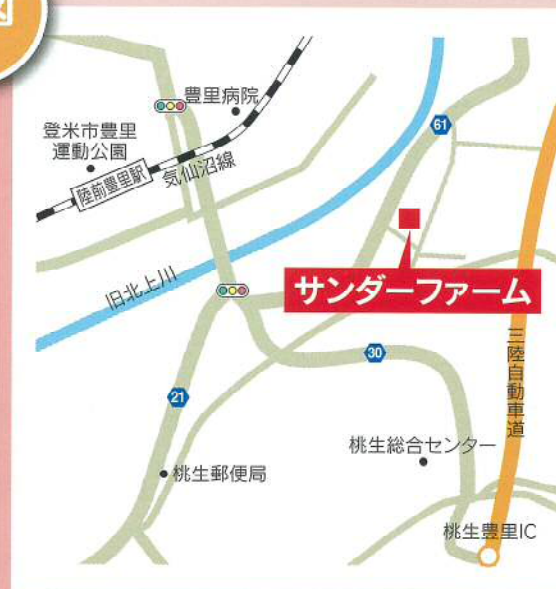 図
豊里病院
登米市豊里
運動公園
陸前豊里駅
気仙沼線
61
旧北上川
サンダーファーム
三陸自動車道
30
21
桃生総合センター
桃生郵便局
桃生豊里IC